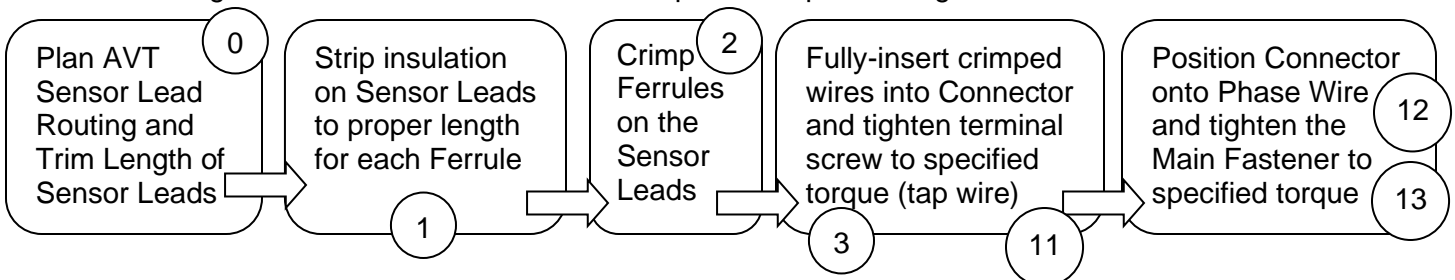 Plan AVT
Sensor Lead
Routing and
Trim Length of
Sensor Leads
0
Strip insulation
on Sensor Leads
to proper length
for each Ferrule
1
Crimp
Ferrules
on the
Sensor
Leads
2
Fully-insert crimped
wires into Connector
and tighten terminal
screw to specified
torque (tap wire)
3
11
Position Connector
onto Phase Wire
and tighten the
Main Fastener to
specified torque
12
13